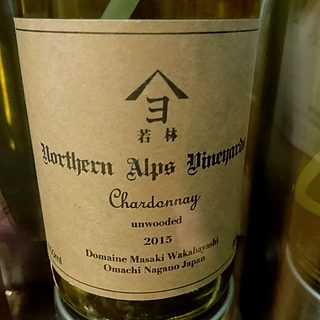 ヨ
若林
Northern Alps Vineyards
Chardonnay
unwooded
2015
Domaine Masaki Wakabayashi
Omachi Nagano Japan